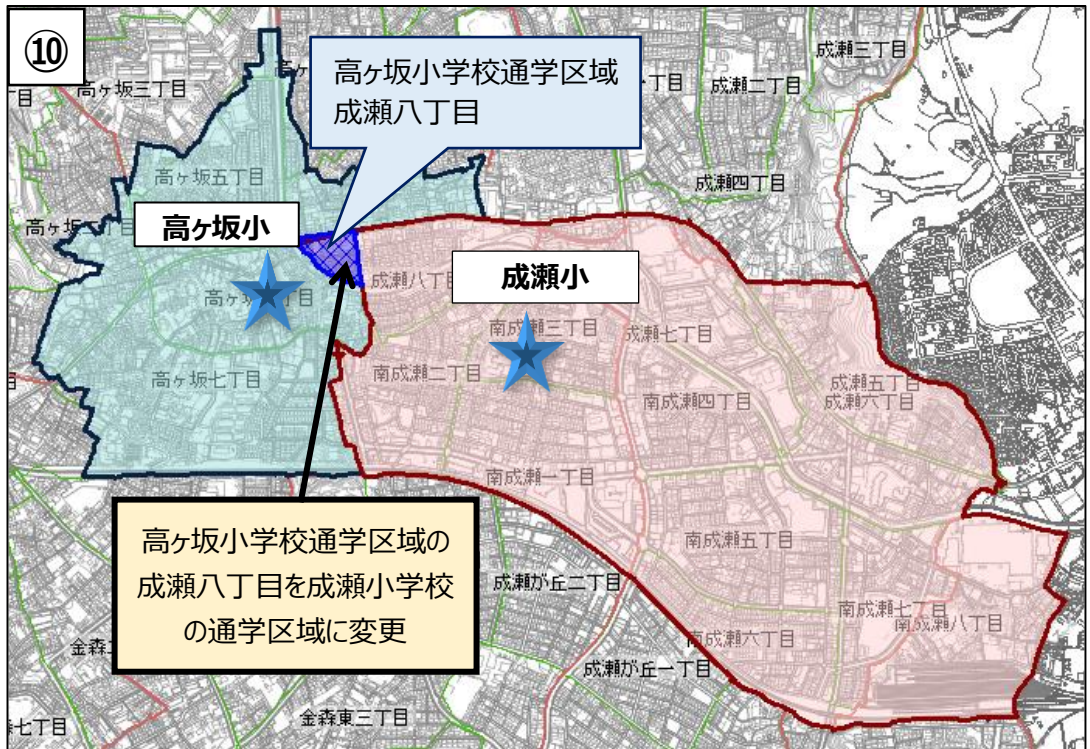 ⑩
高ヶ坂小学校通学区域
成瀬八丁目
成瀬三丁目
高ヶ坂三丁目
成瀬二丁目
成瀬四丁目
高ヶ坂五丁目
高ヶ坂小
成瀬八丁目
成瀬小
南成瀬三丁目
成瀬七丁目
高ヶ坂七丁目
南成瀬二丁目
南成瀬四丁目
成瀬五丁目
成瀬六丁目
南成瀬一丁目
高ヶ坂小学校通学区域の
成瀬八丁目を成瀬小学校
の通学区域に変更
南成瀬五丁目
成瀬が丘二丁目
南成瀬七丁目
南成瀬八丁目
南成瀬六丁目
成瀬が丘一丁目
金森東三丁目